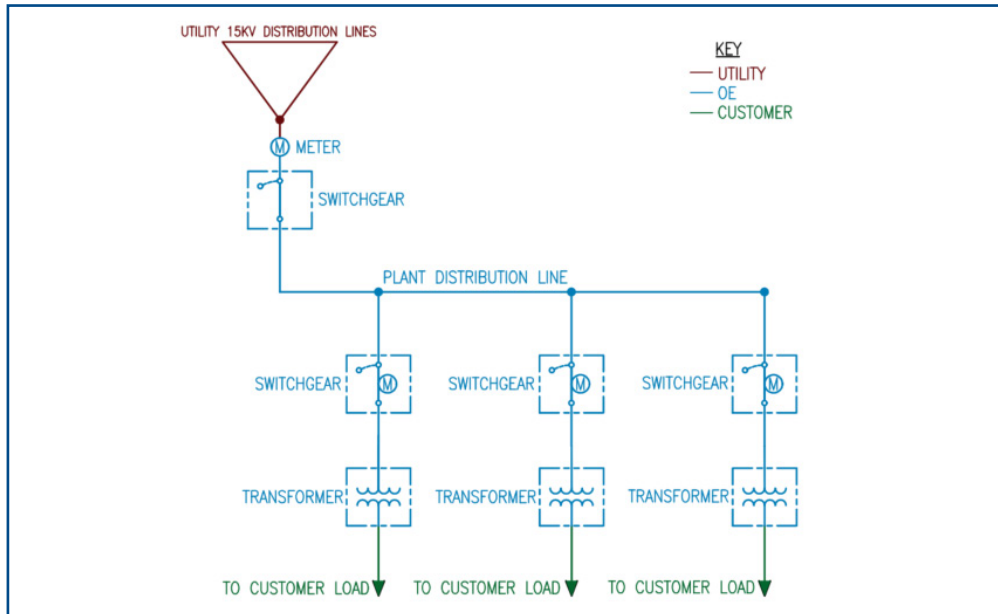 UTILITY 15KV DISTRIBUTION LINES
KEY
UTILITY
OE
CUSTOMER
M METER
SWITCHGEAR
PLANT DISTRIBUTION LINE
SWITCHGEAR M SWITCHGEAR M SWITCHGEAR M
TRANSFORMER TRANSFORMER TRANSFORMER
TO CUSTOMER LOAD TO CUSTOMER LOAD TO CUSTOMER LOAD